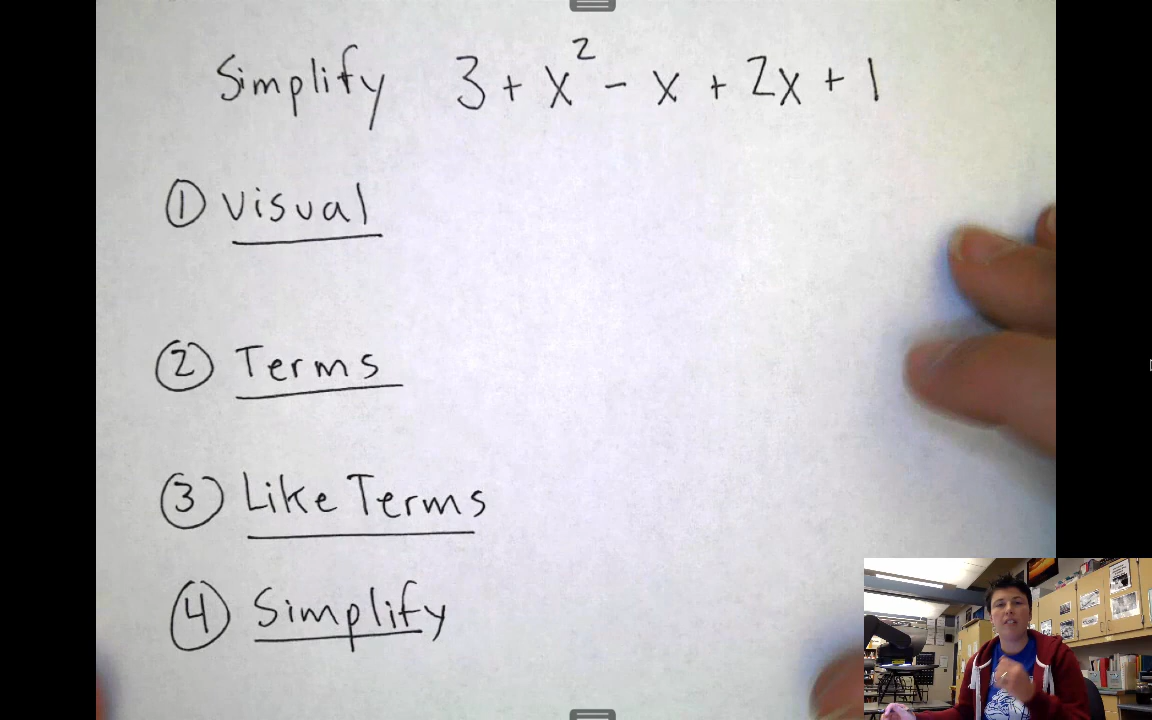 Simplify 3 + x² - x + 2x + 1
① Visual
② Terms
③ Like Terms
④ Simplify